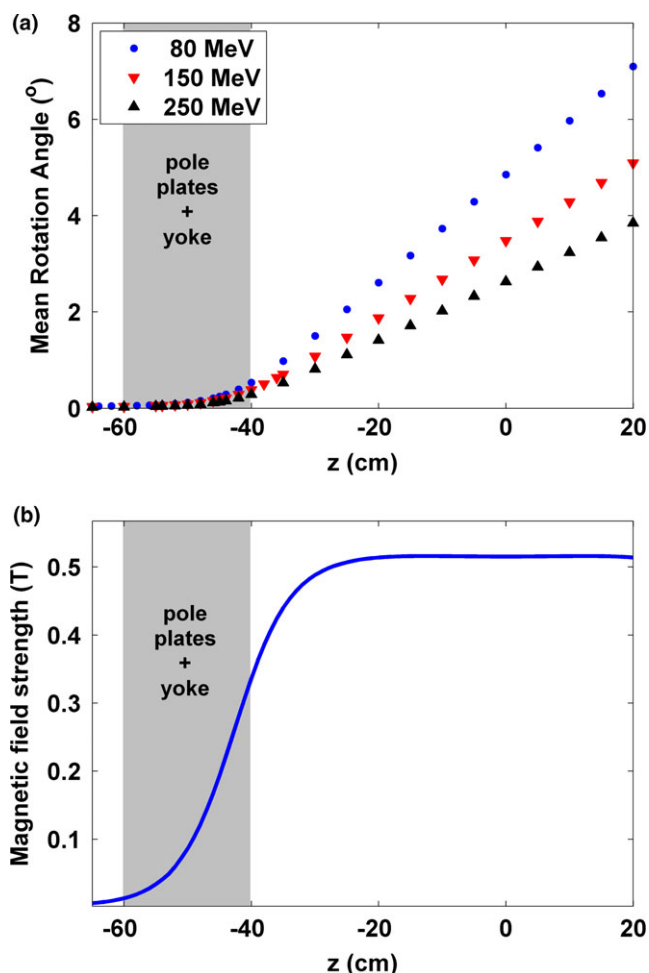 (a)
8
6
4
2
0
Mean Rotation Angle (°)
80 MeV
150 MeV
250 MeV
pole
plates
+
yoke
-60
-40
-20
0
20
z (cm)
(b)
0.5
0.4
0.3
0.2
0.1
Magnetic field strength (T)
pole
plates
+
yoke
-60
-40
-20
0
20
z (cm)